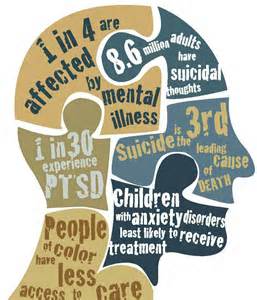 1 in 4 are
affected
by
mental
illness
8.6
million
adults
have
suicidal
thoughts
1 in 30
experience
PTSD
Suicide is the 3rd
leading
cause
of
DEATH
Children
with anxiety disorders
least likely to receive
treatment
People
of color
have
less
access to care